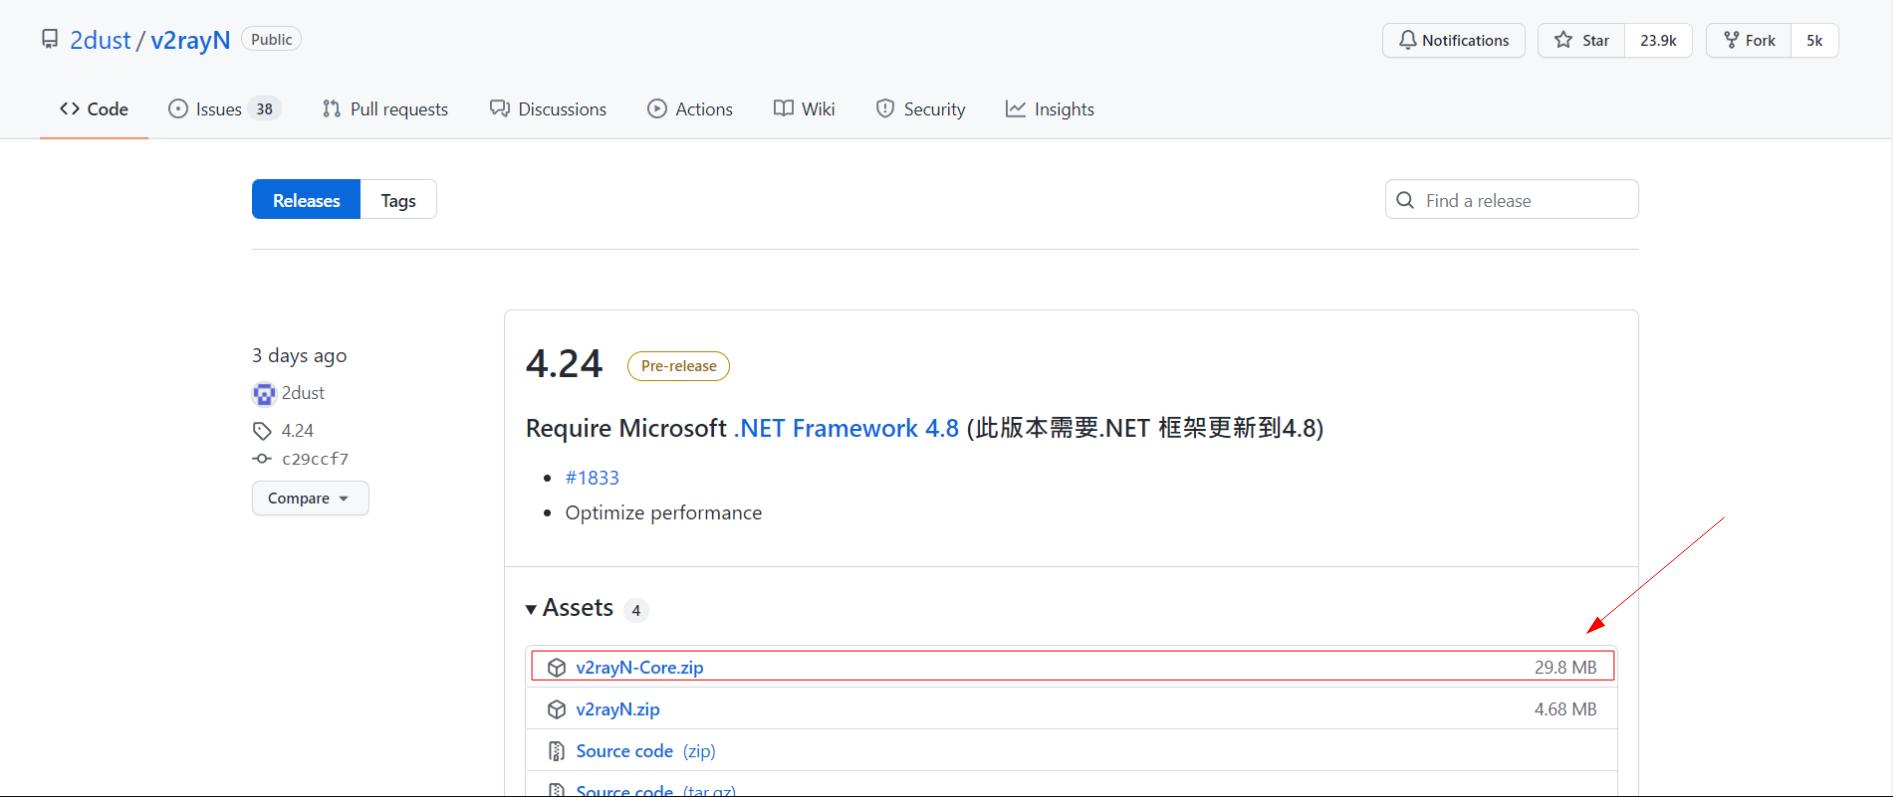 2dust / v2rayN Public
Notifications Star 23.9k Fork 5k
Code Issues 38 Pull requests Discussions Actions Wiki Security Insights
Releases Tags
Find a release
3 days ago
2dust
4.24
c29ccf7
Compare
4.24 Pre-release
Require Microsoft .NET Framework 4.8 (此版本需要.NET 框架更新到4.8)
#1833
Optimize performance
Assets 4
v2rayN-Core.zip 29.8 MB
v2rayN.zip 4.68 MB
Source code (zip)
Source code (tar.gz)